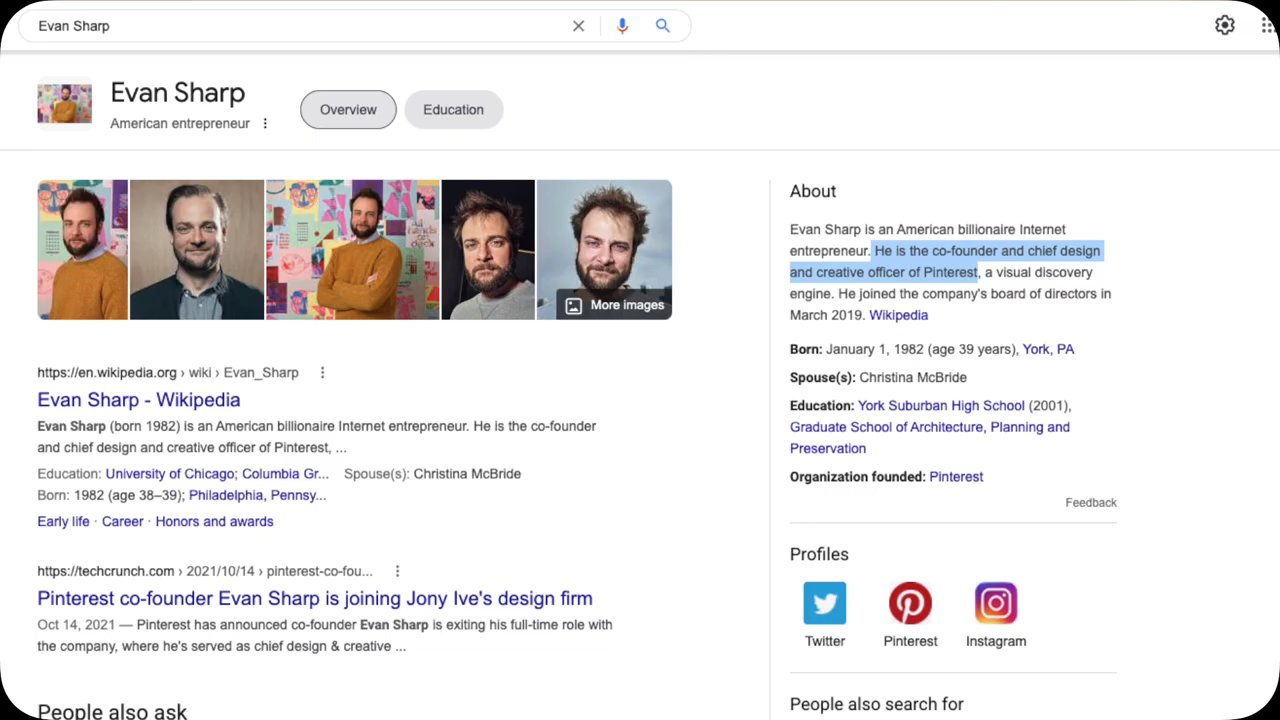 Evan Sharp
Evan Sharp
American entrepreneur
Overview
Education
More images
https://en.wikipedia.org › wiki › Evan_Sharp
Evan Sharp - Wikipedia
Evan Sharp (born 1982) is an American billionaire Internet entrepreneur. He is the co-founder
and chief design and creative officer of Pinterest, ...
Education: University of Chicago; Columbia Gr... Spouse(s): Christina McBride
Born: 1982 (age 38–39); Philadelphia, Pennsy...
Early life · Career · Honors and awards
https://techcrunch.com › 2021/10/14 › pinterest-co-fou...
Pinterest co-founder Evan Sharp is joining Jony Ive's design firm
Oct 14, 2021 — Pinterest has announced co-founder Evan Sharp is exiting his full-time role with
the company, where he's served as chief design & creative ...
People also ask
About
Evan Sharp is an American billionaire Internet
entrepreneur. He is the co-founder and chief design
and creative officer of Pinterest, a visual discovery
engine. He joined the company's board of directors in
March 2019. Wikipedia
Born: January 1, 1982 (age 39 years), York, PA
Spouse(s): Christina McBride
Education: York Suburban High School (2001),
Graduate School of Architecture, Planning and
Preservation
Organization founded: Pinterest
Feedback
Profiles
Twitter
Pinterest
Instagram
People also search for